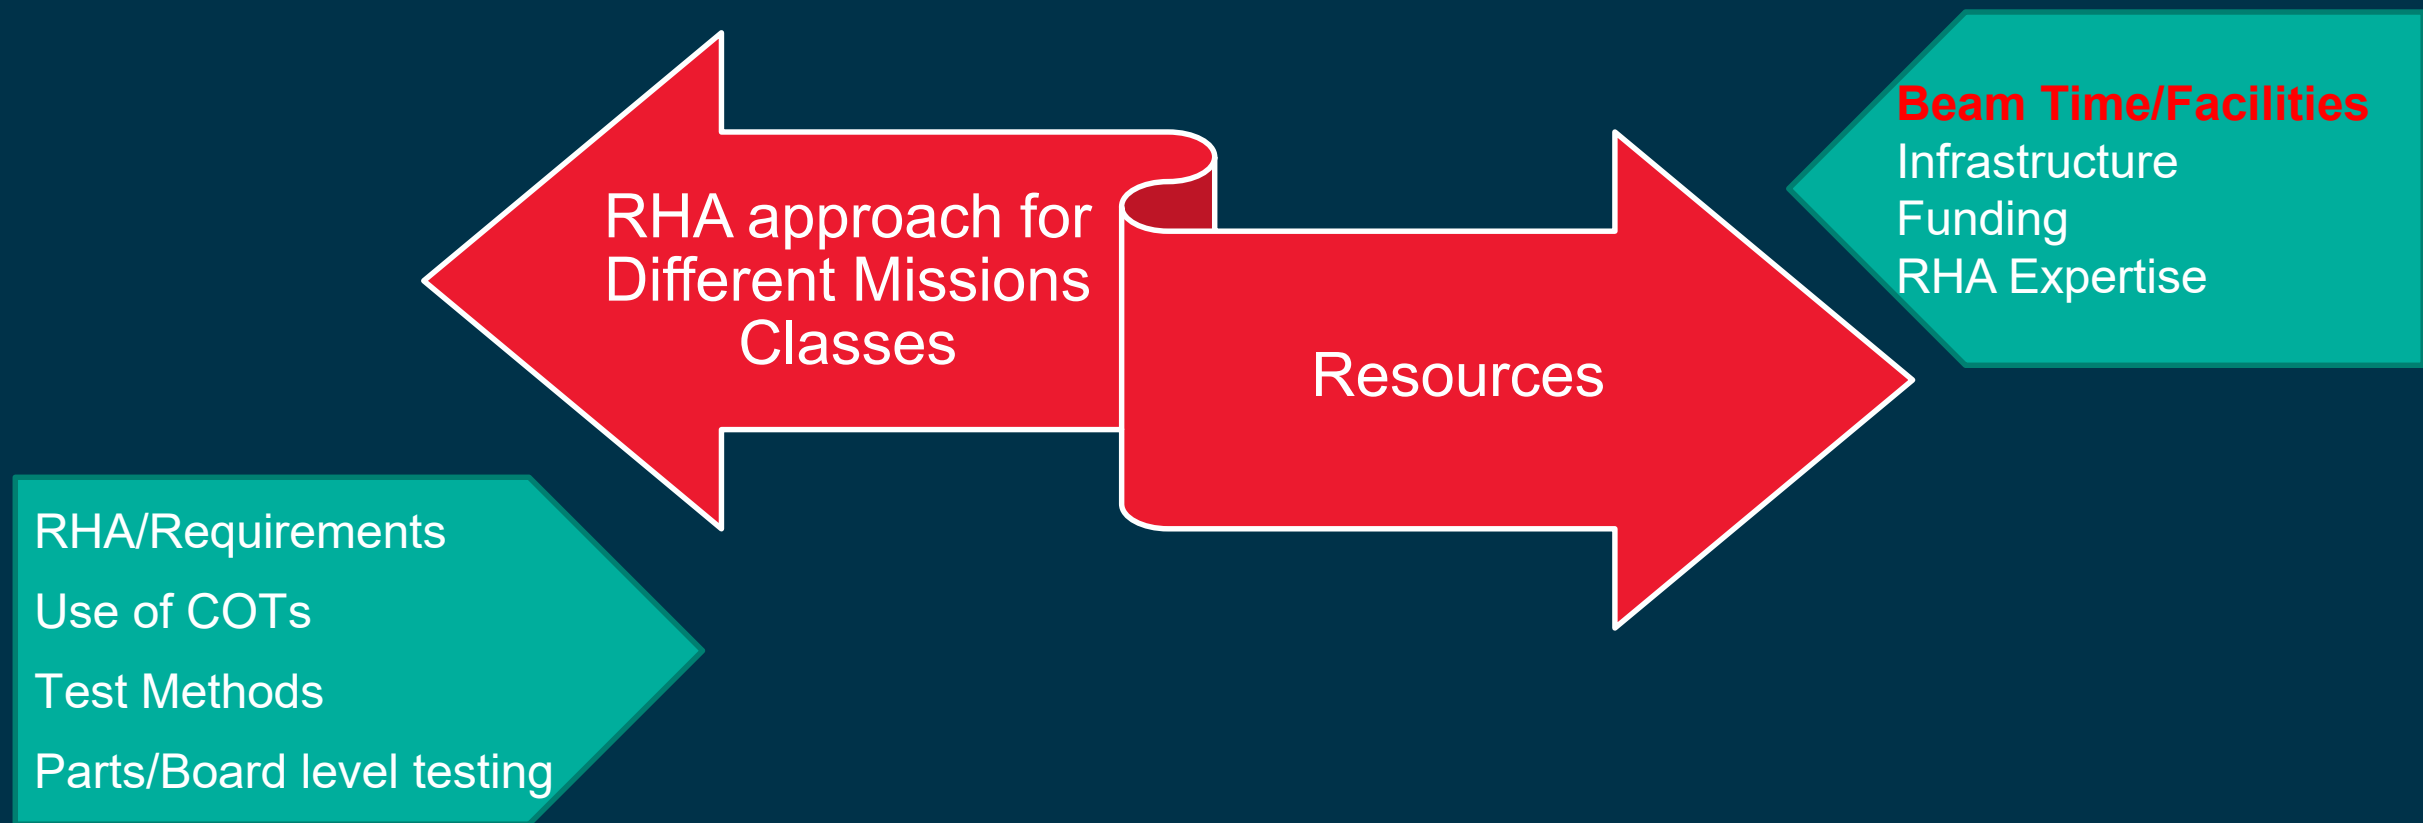 RHA approach for
Different Missions
Classes
Resources
Beam Time/Facilities
Infrastructure
Funding
RHA Expertise
RHA/Requirements
Use of COTs
Test Methods
Parts/Board level testing